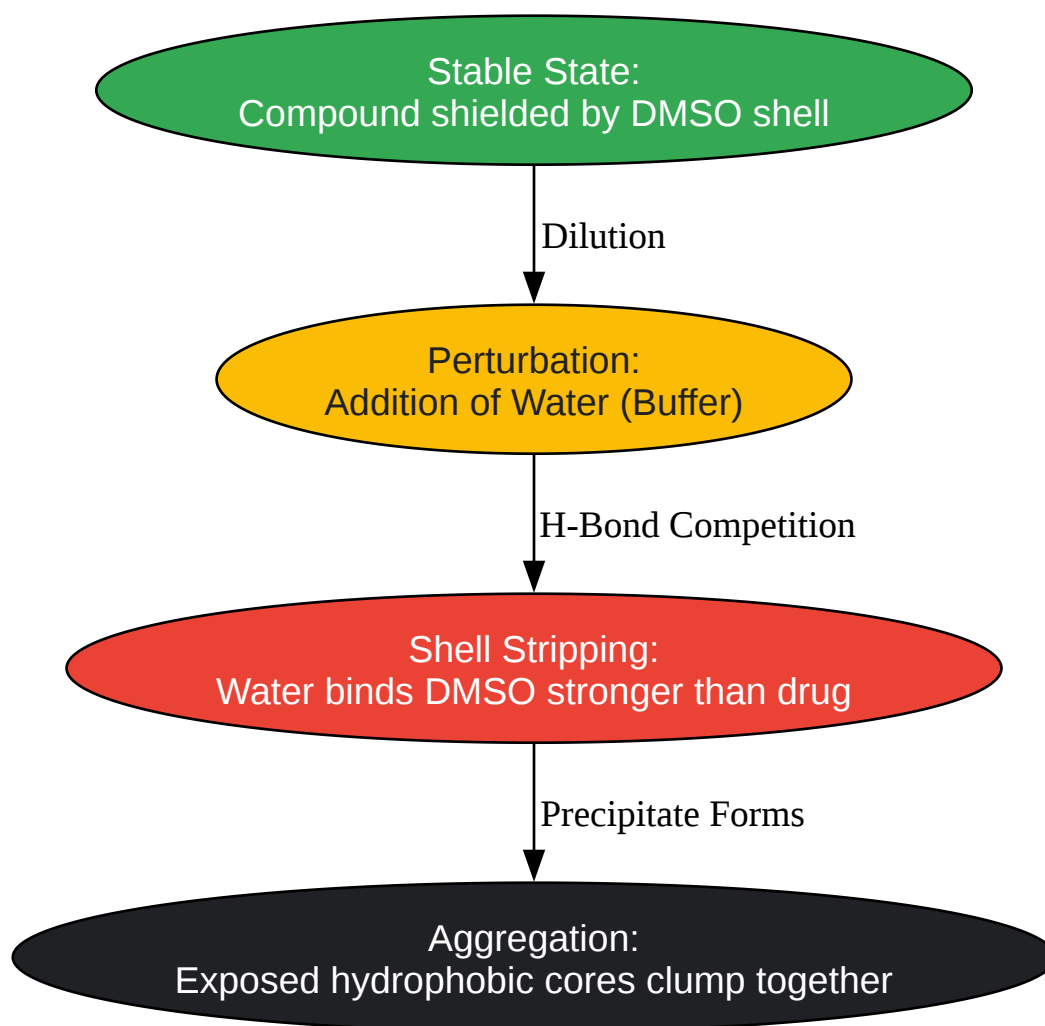 Stable State:
Compound shielded by DMSO shell
Dilution
Perturbation:
Addition of Water (Buffer)
H-Bond Competition
Shell Stripping:
Water binds DMSO stronger than drug
Precipitate Forms
Aggregation:
Exposed hydrophobic cores clump together